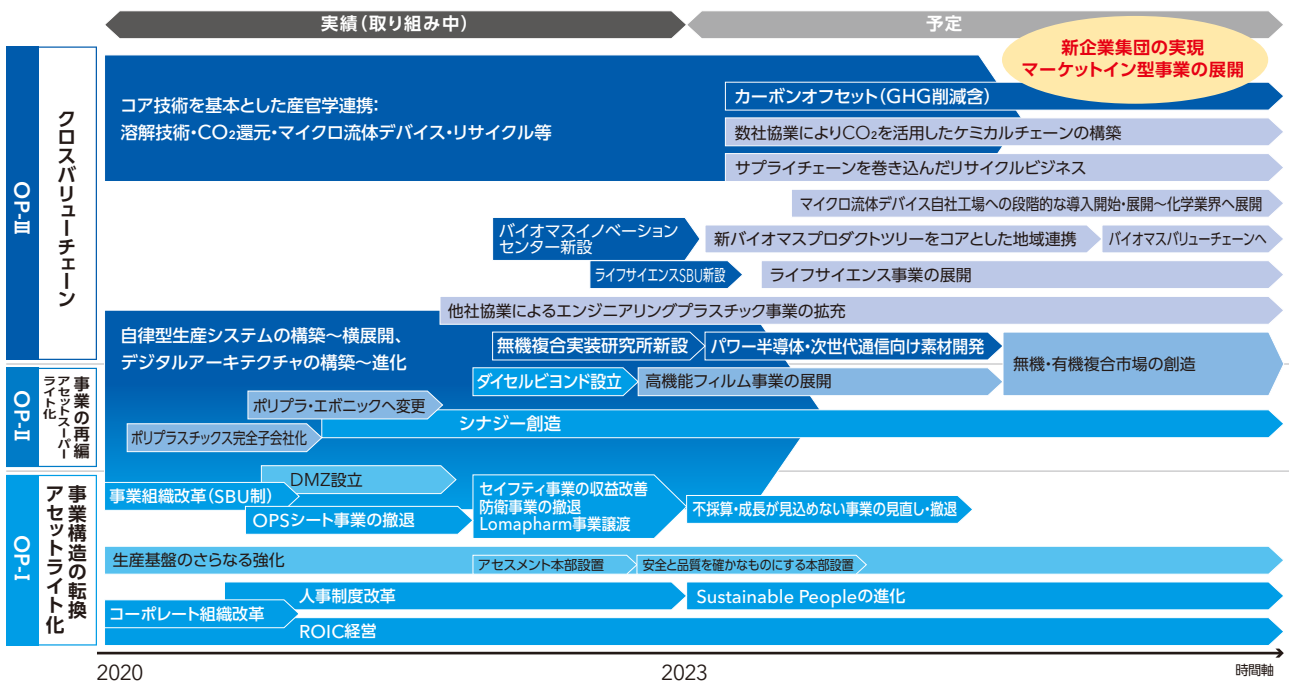 実績(取り組み中)
予定
新企業集団の実現
マーケットイン型事業の展開
OP-Ⅲ
クロスバリューチェーン
コア技術を基本とした産官学連携:
溶解技術・CO₂還元・マイクロ流体デバイス・リサイクル等
カーボンオフセット(GHG削減含)
数社協業によりCO₂を活用したケミカルチェーンの構築
サプライチェーンを巻き込んだリサイクルビジネス
マイクロ流体デバイス自社工場への段階的な導入開始・展開～化学業界へ展開
バイオマスイノベーション
センター新設
新バイオマスプロダクトツリーをコアとした地域連携
バイオマスバリューチェーンへ
ライフサイエンスSBU新設
ライフサイエンス事業の展開
他社協業によるエンジニアリングプラスチック事業の拡充
自律型生産システムの構築～横展開、
デジタルアーキテクチャの構築～進化
無機複合実装研究所新設
パワー半導体・次世代通信向け素材開発
無機・有機複合市場の創造
OP-Ⅱ
事業の再編
アセットスーパー
ライト化
ダイセルビヨンド設立
高機能フィルム事業の展開
ポリプラ・エボニックへ変更
シナジー創造
ポリプラスチックス完全子会社化
OP-Ⅰ
事業構造の転換
アセットライト化
DMZ設立
事業組織改革(SBU制)
OPSシート事業の撤退
セイフティ事業の収益改善
防衛事業の撤退
Lomapharm事業譲渡
不採算・成長が見込めない事業の見直し・撤退
生産基盤のさらなる強化
アセスメント本部設置
安全と品質を確かなものにする本部設置
人事制度改革
Sustainable Peopleの進化
コーポレート組織改革
ROIC経営
2020
2023
時間軸